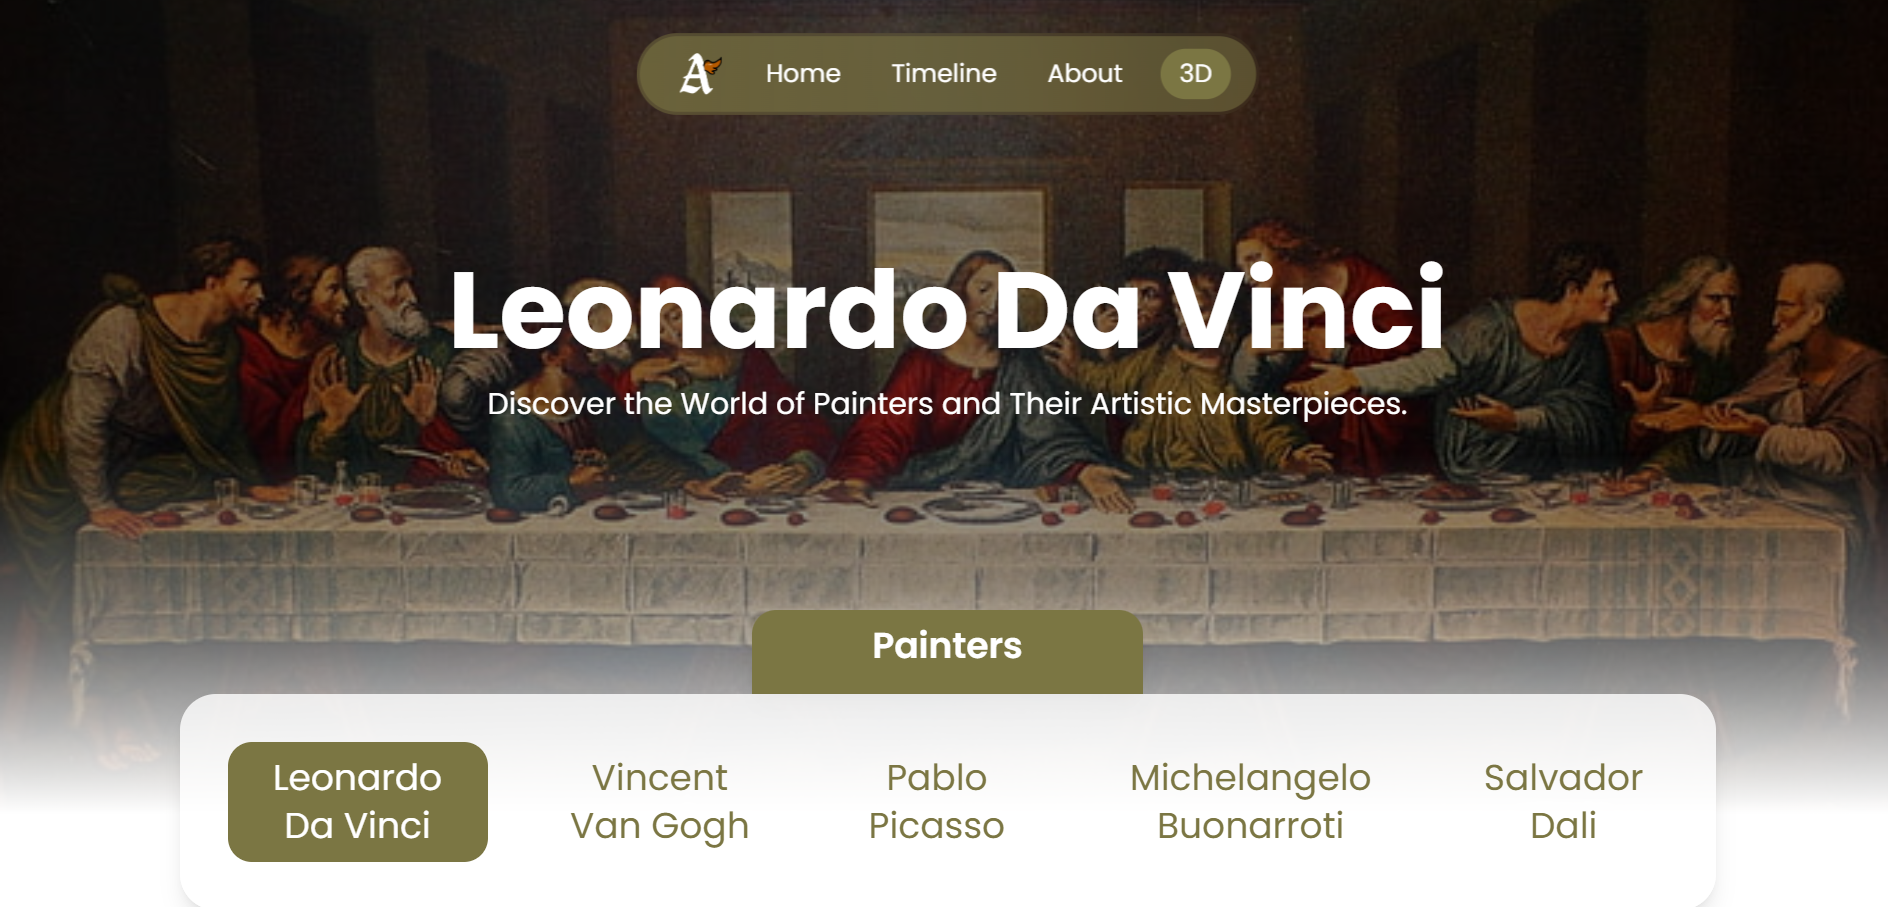 A
Home Timeline About 3D
Leonardo Da Vinci
Discover the World of Painters and Their Artistic Masterpieces.
Painters
Leonardo
Da Vinci
Vincent
Van Gogh
Pablo
Picasso
Michelangelo
Buonarroti
Salvador
Dali